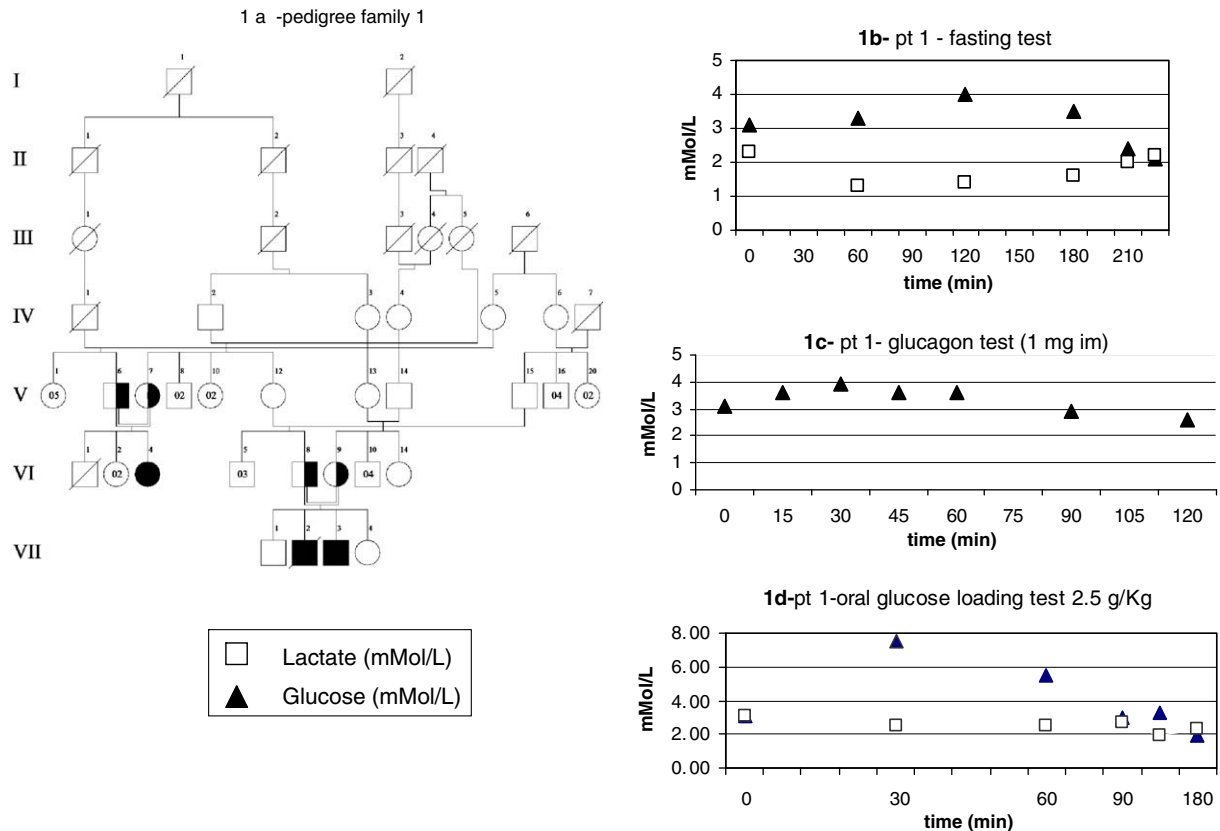 1 a -pedigree family 1
1 2
I
1 2 3 4
II
1 2 3 4 5 6
III
1 2 3 4 5 6 7
IV
1 6 7 8 10 12 13 14 15 16 20
V
05 02 02 04 02
1 2 4 5 8 9 10 14
VI
02 03 04
1 2 3 4
VII
Lactate (mMol/L)
Glucose (mMol/L)
1b- pt 1 - fasting test
5
4
3
2
1
0
mMol/L
0 30 60 90 120 150 180 210
time (min)
1c- pt 1- glucagon test (1 mg im)
5
4
3
2
1
0
mMol/L
0 15 30 45 60 75 90 105 120
time (min)
1d-pt 1-oral glucose loading test 2.5 g/Kg
8.00
6.00
4.00
2.00
0.00
mMol/L
0 30 60 90 180
time (min)